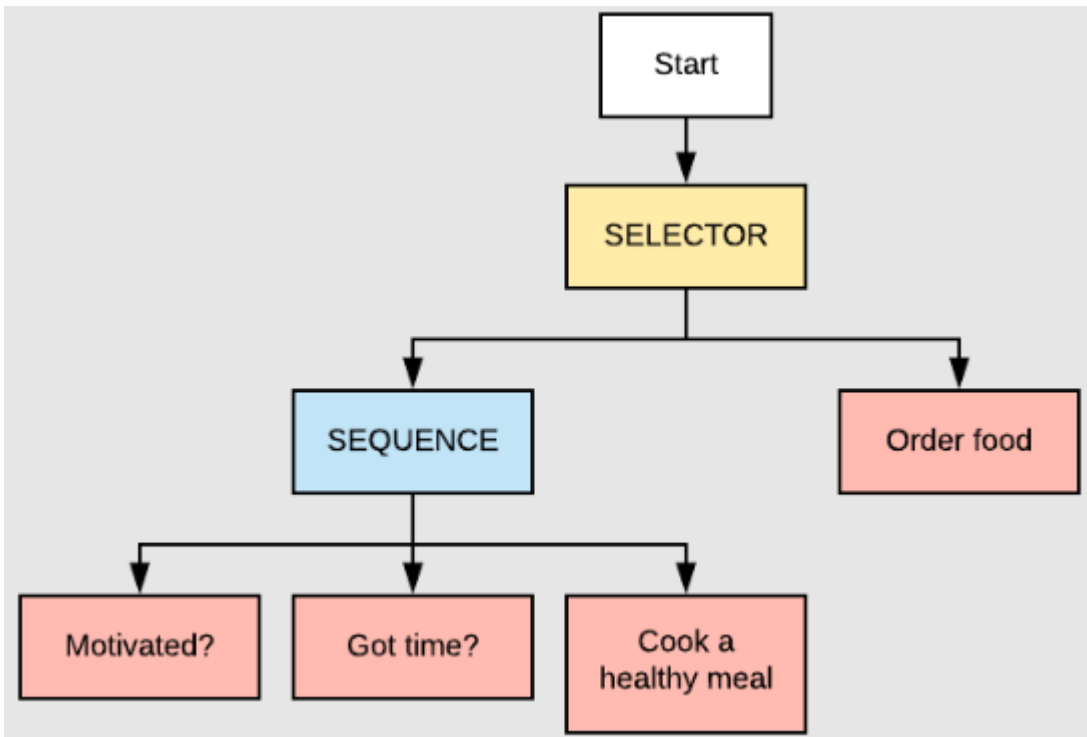 Start
SELECTOR
SEQUENCE
Order food
Motivated?
Got time?
Cook a
healthy meal